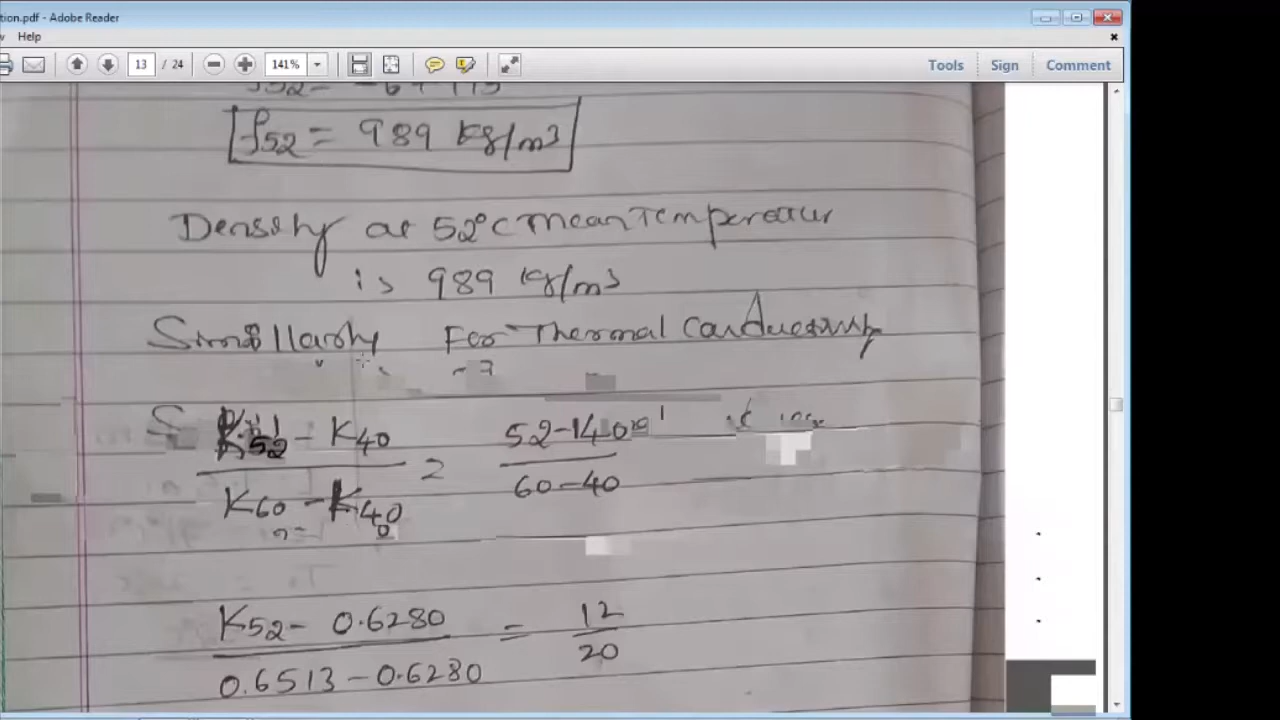 tion.pdf - Adobe Reader
Help
13 / 24 141% Tools Sign Comment
ρ52 = 989 Kg/m3
Density at 52°C mean Temperatur
is 989 Kg/m3
Similarly For Thermal Conductivity
K52 - K40 = 52-40
K60 - K40 60-40
K52 - 0.6280 = 12
0.6513 - 0.6280 20